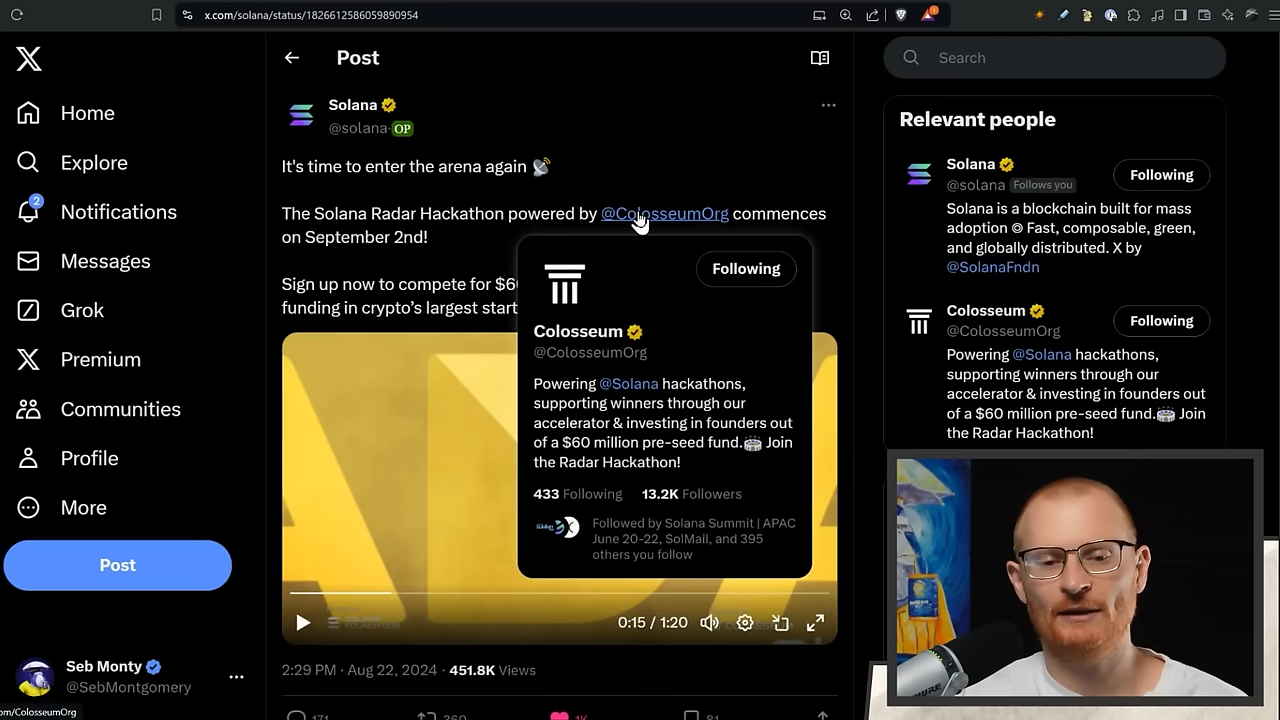 x.com/solana/status/1826612586059890954
Home
Explore
2
Notifications
Messages
Grok
Premium
Communities
Profile
More
Post
Seb Monty
@SebMontgomery
om/ColosseumOrg
Post
Solana
@solana· OP
It's time to enter the arena again
The Solana Radar Hackathon powered by @ColosseumOrg commences
on September 2nd!
Sign up now to compete for $6
funding in crypto's largest start
Following
Colosseum
@ColosseumOrg
Powering @Solana hackathons,
supporting winners through our
accelerator & investing in founders out
of a $60 million pre-seed fund. Join
the Radar Hackathon!
433 Following 13.2K Followers
Followed by Solana Summit | APAC
June 20-22, SolMail, and 395
others you follow
0:15 / 1:20
2:29 PM · Aug 22, 2024 · 451.8K Views
171 360 1K 81
Search
Relevant people
Solana
@solana Follows you
Following
Solana is a blockchain built for mass
adoption Fast, composable, green,
and globally distributed. X by
@SolanaFndn
Colosseum
@ColosseumOrg
Following
Powering @Solana hackathons,
supporting winners through our
accelerator & investing in founders out
of a $60 million pre-seed fund. Join
the Radar Hackathon!